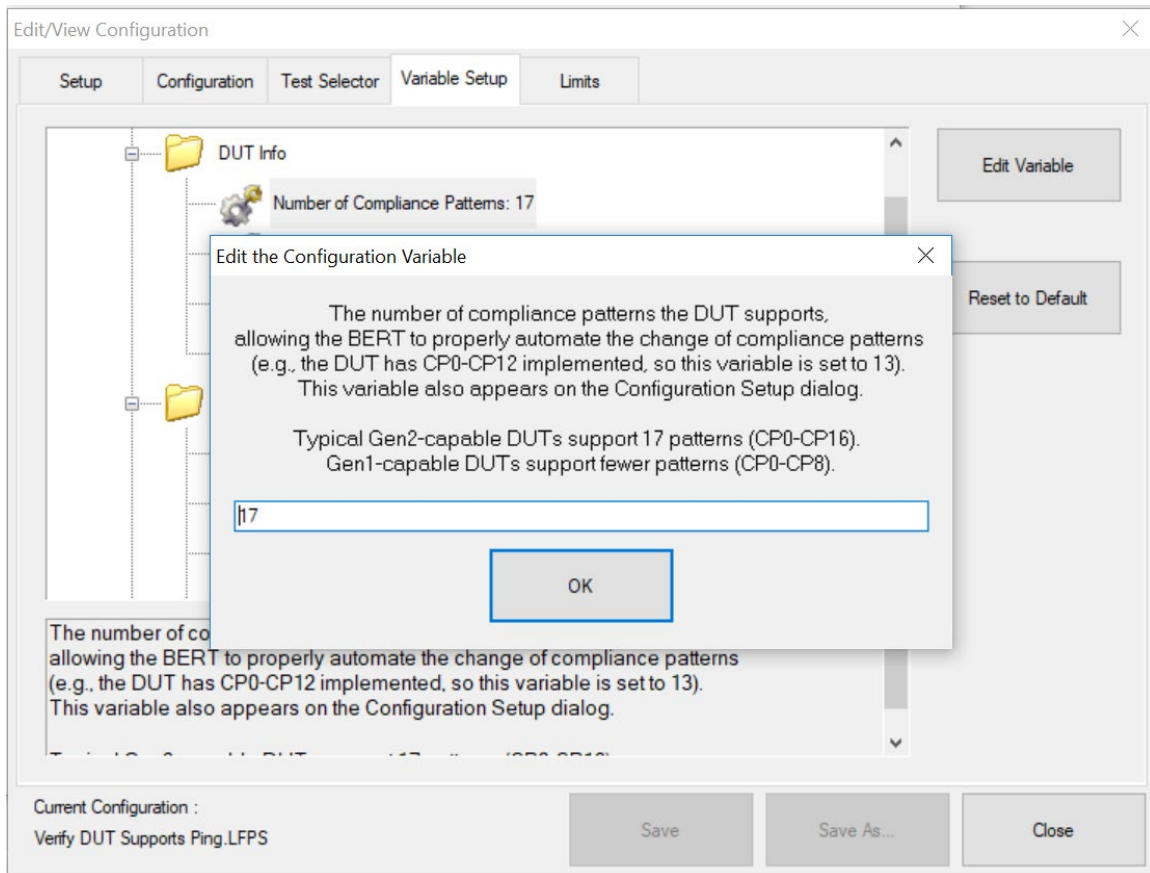 Edit/View Configuration
Setup
Configuration
Test Selector
Variable Setup
Limits
DUT Info
Number of Compliance Patterns: 17
Edit Variable
Reset to Default
Edit the Configuration Variable
The number of compliance patterns the DUT supports,
allowing the BERT to properly automate the change of compliance patterns
(e.g., the DUT has CP0-CP12 implemented, so this variable is set to 13).
This variable also appears on the Configuration Setup dialog.
Typical Gen2-capable DUTs support 17 patterns (CP0-CP16).
Gen1-capable DUTs support fewer patterns (CP0-CP8).
17
OK
The number of co
allowing the BERT to properly automate the change of compliance patterns
(e.g., the DUT has CP0-CP12 implemented, so this variable is set to 13).
This variable also appears on the Configuration Setup dialog.
Current Configuration :
Verify DUT Supports Ping.LFPS
Save
Save As...
Close